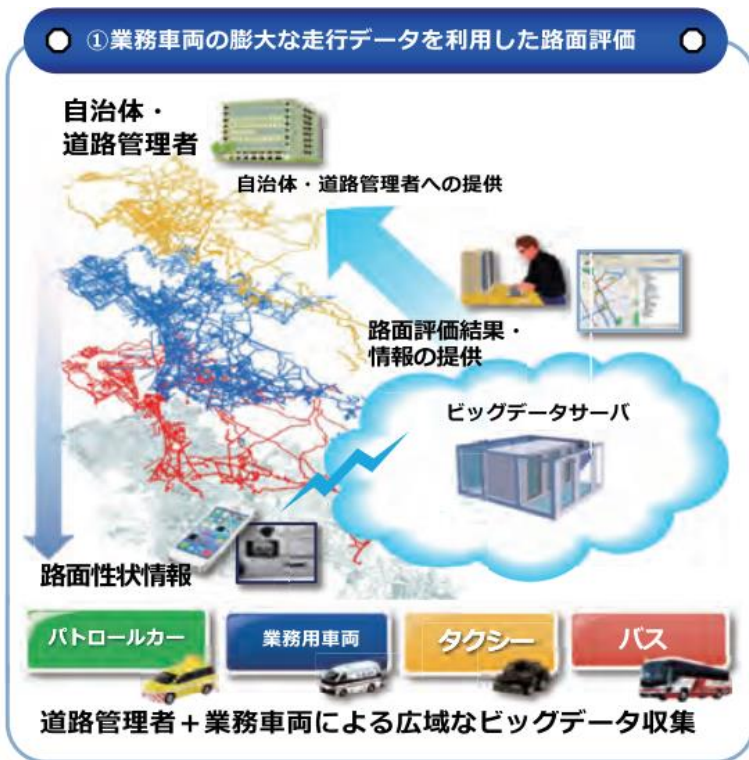 ①業務車両の膨大な走行データを利用した路面評価
自治体・
道路管理者
自治体・道路管理者への提供
路面評価結果・
情報の提供
ビッグデータサーバ
路面性状情報
パトロールカー
業務用車両
タクシー
バス
道路管理者＋業務車両による広域なビッグデータ収集